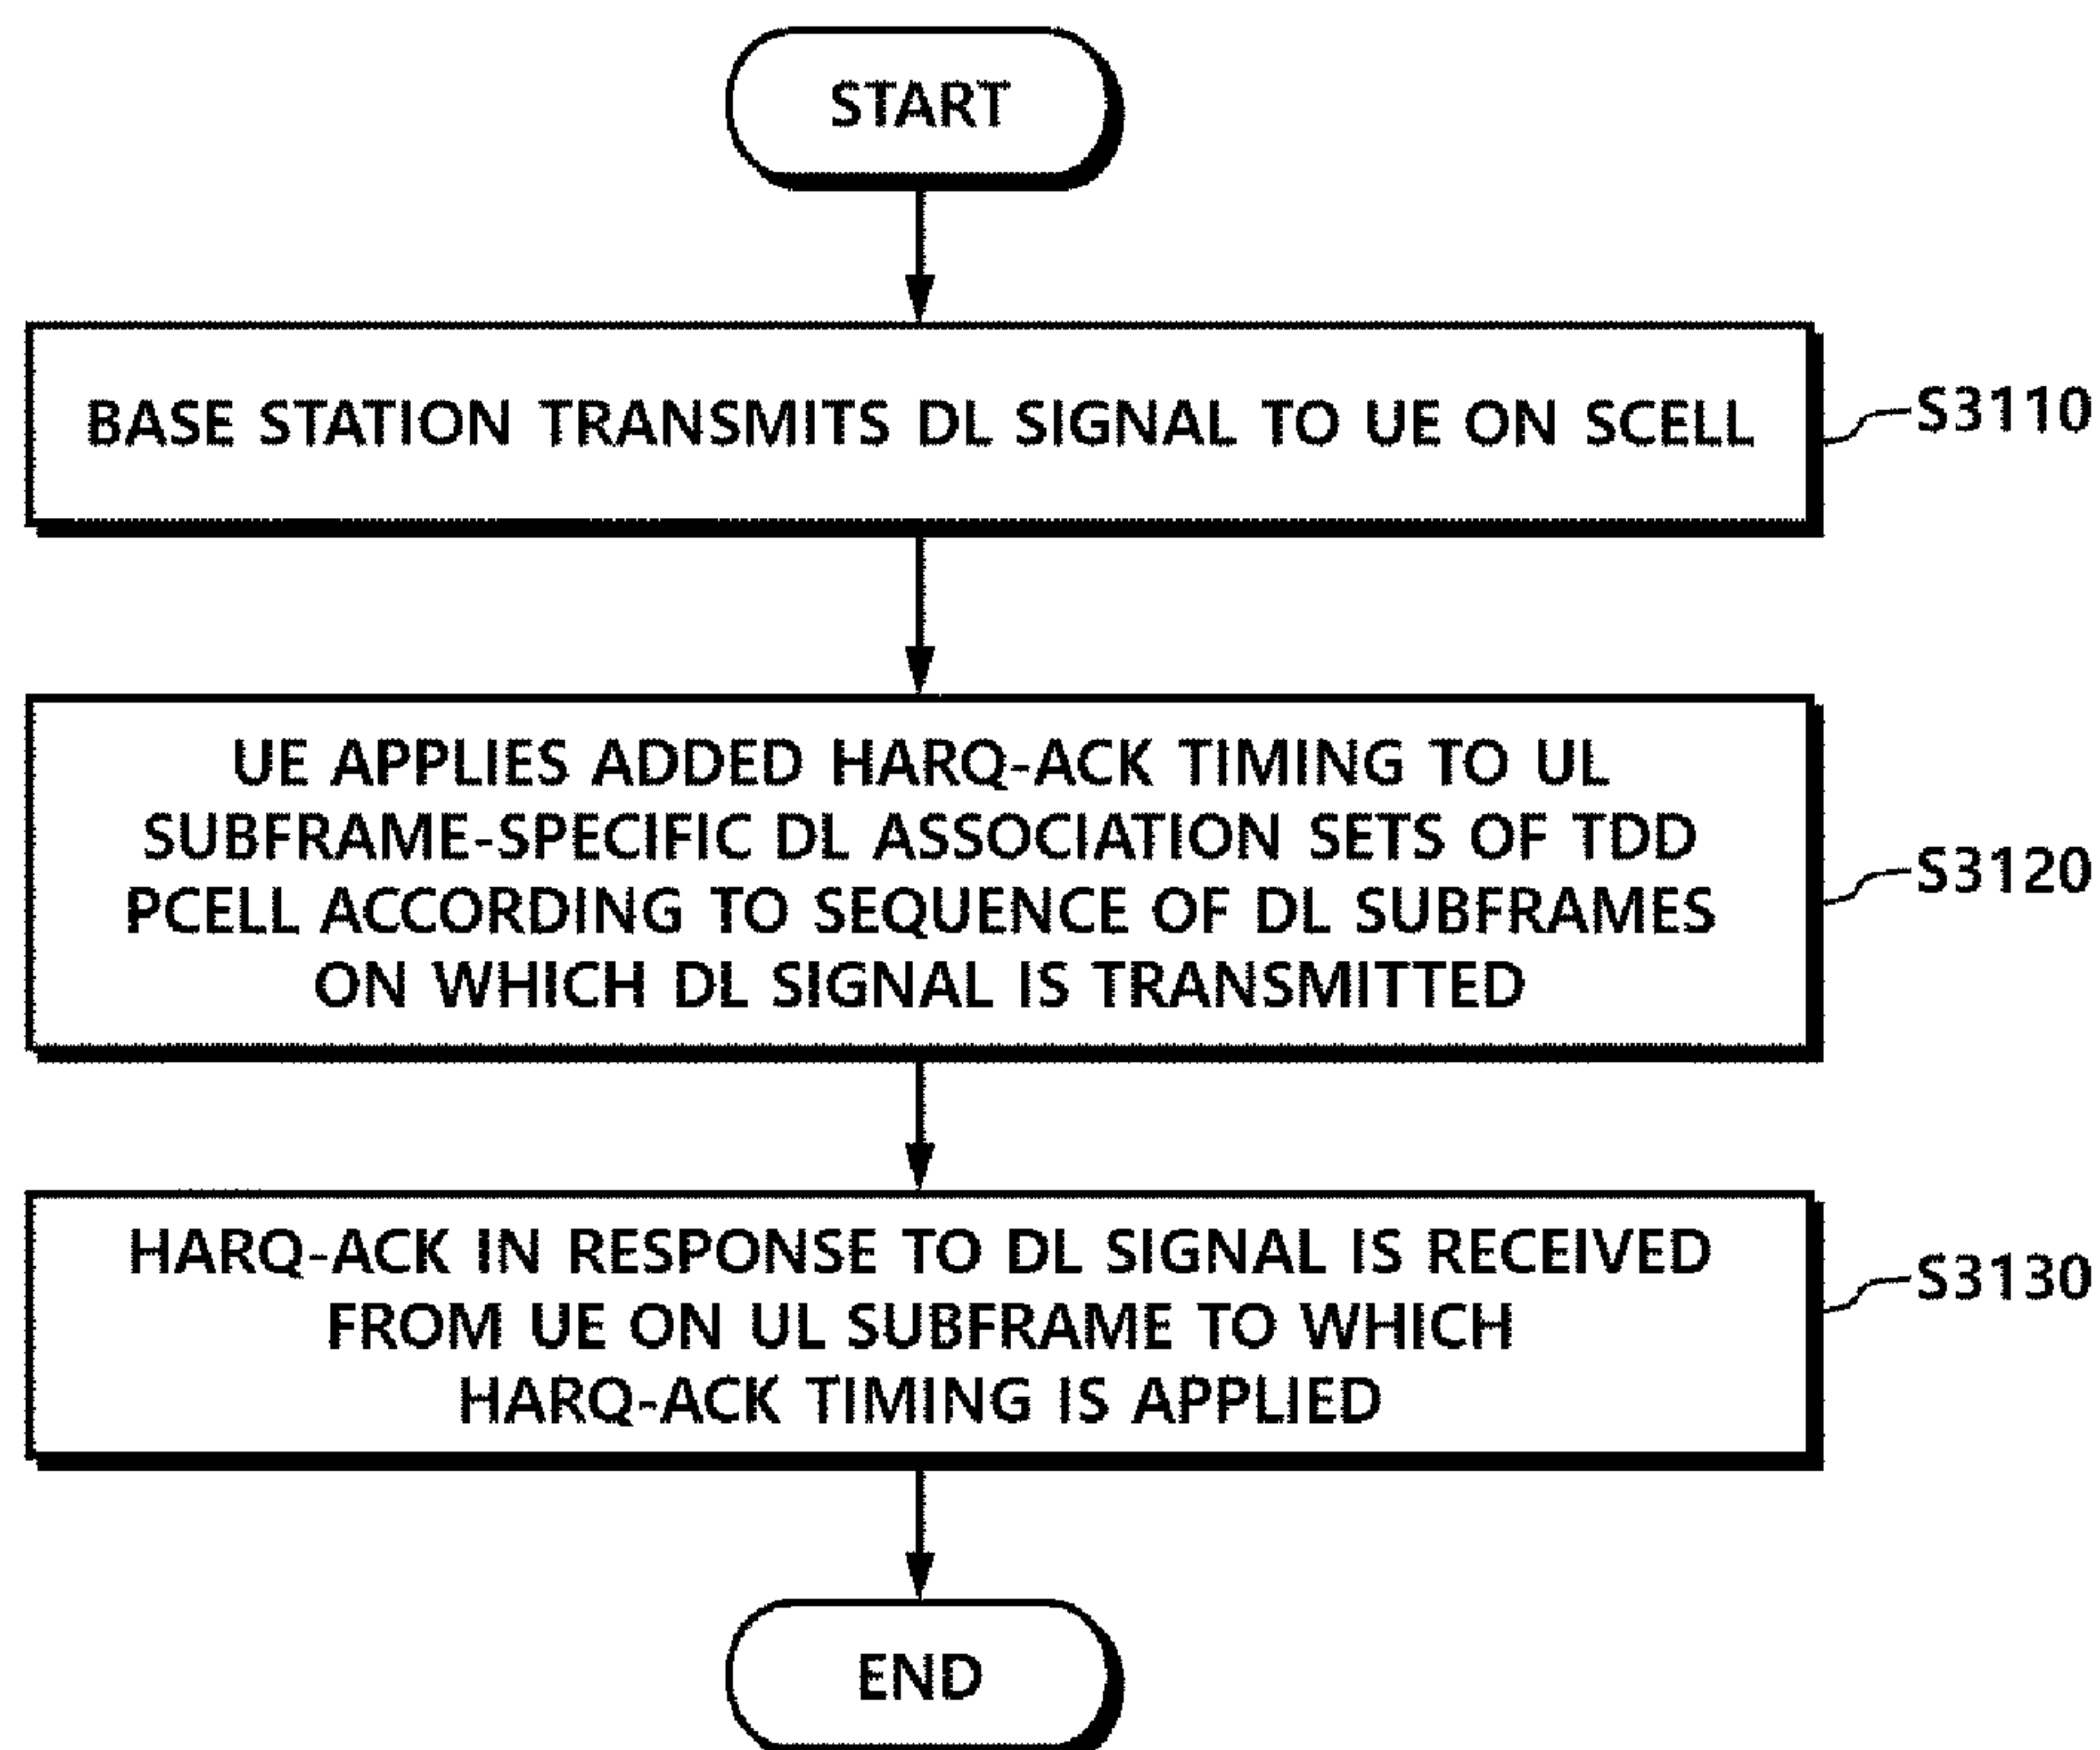 START
BASE STATION TRANSMITS DL SIGNAL TO UE ON SCELL
S3110
UE APPLIES ADDED HARQ-ACK TIMING TO UL
SUBFRAME-SPECIFIC DL ASSOCIATION SETS OF TDD
PCELL ACCORDING TO SEQUENCE OF DL SUBFRAMES
ON WHICH DL SIGNAL IS TRANSMITTED
S3120
HARQ-ACK IN RESPONSE TO DL SIGNAL IS RECEIVED
FROM UE ON UL SUBFRAME TO WHICH
HARQ-ACK TIMING IS APPLIED
S3130
END